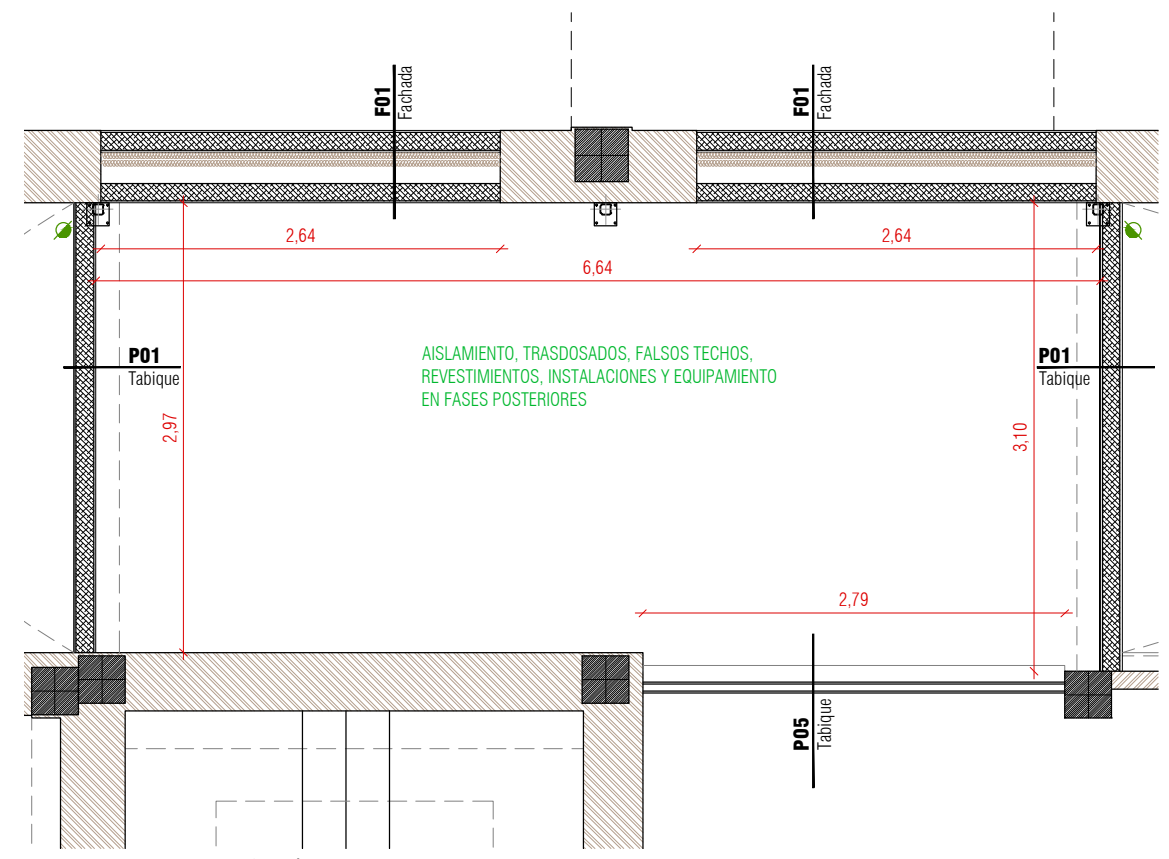 F01
Fachada
F01
Fachada
2,64
2,64
6,64
P01
Tabique
AISLAMIENTO, TRASDOSADOS, FALSOS TECHOS,
REVESTIMIENTOS, INSTALACIONES Y EQUIPAMIENTO
EN FASES POSTERIORES
P01
Tabique
2,97
3,10
2,79
P05
Tabique